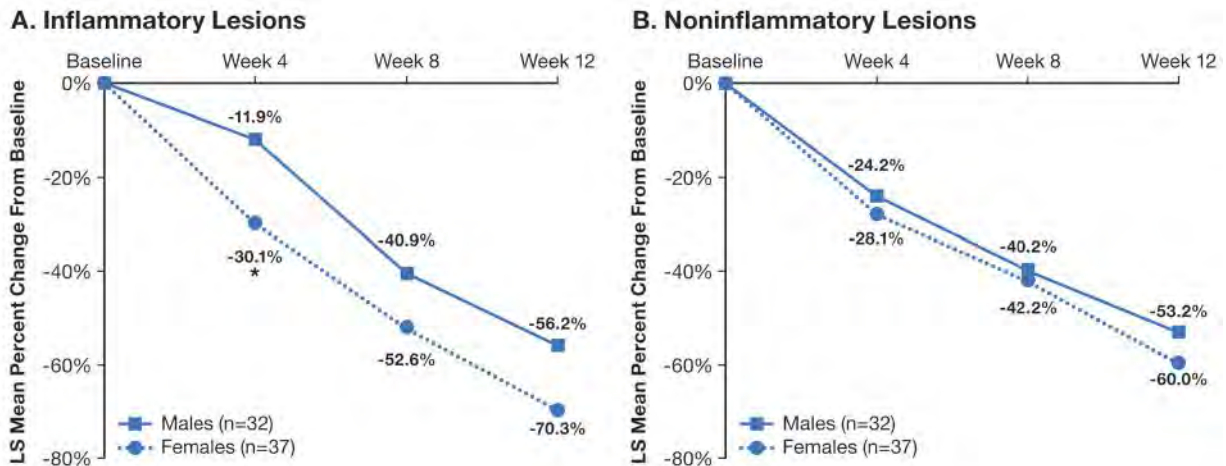 A. Inflammatory Lesions
LS Mean Percent Change From Baseline
Baseline Week 4 Week 8 Week 12
0%
-20%
-40%
-60%
-80%
-11.9%
-30.1%
*
-40.9%
-52.6%
-56.2%
-70.3%
Males (n=32)
Females (n=37)
B. Noninflammatory Lesions
LS Mean Percent Change From Baseline
Baseline Week 4 Week 8 Week 12
0%
-20%
-40%
-60%
-80%
-24.2%
-28.1%
-40.2%
-42.2%
-53.2%
-60.0%
Males (n=32)
Females (n=37)